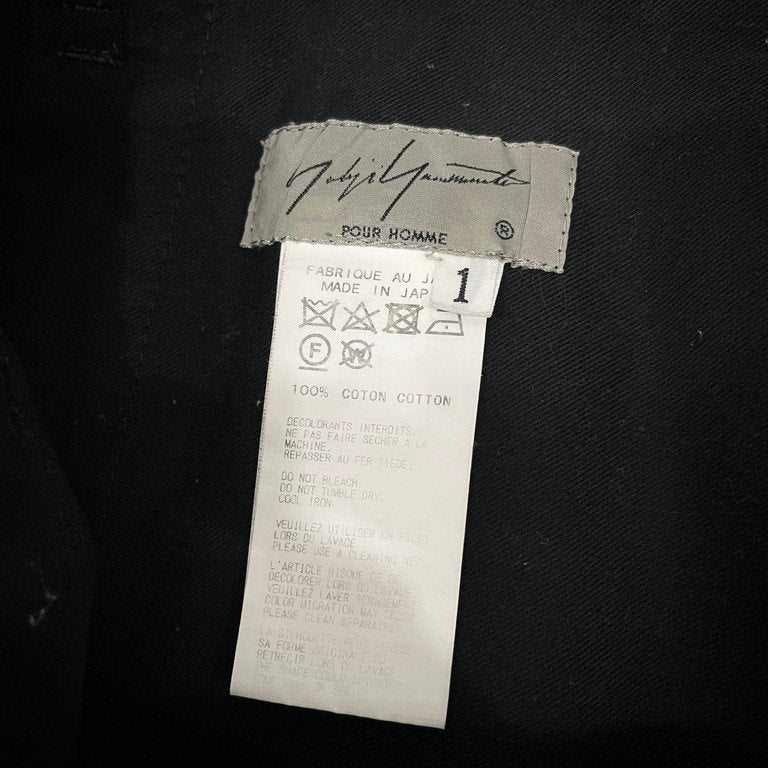 Yohji Yamamoto
POUR HOMME ®
1
FABRIQUE AU JA
MADE IN JAP
F W
100% COTON COTTON
DECOLORANTS INTERDITS.
NE PAS FAIRE SECHER A LA
MACHINE.
REPASSER AU FER TIEDE.
DO NOT BLEACH.
DO NOT TUMBLE DRY.
COOL IRON.
VEUILLEZ UTILISER UN FILET
LORS DU LAVAGE.
PLEASE USE A CLEANING NET.
L'ARTICLE RISQUE DE SE
DECOLORER LORS DU LAVAGE.
VEUILLEZ LAVER SEPAREMENT.
COLOR MIGRATION MAY OCCUR.
PLEASE CLEAN SEPARATELY.
LA SILHOUETTE PEUT PERDRE
SA FORME ORIGINALE OU
RETRECIR LORS DU LAVAGE.
THE SHAPE COULD
OR